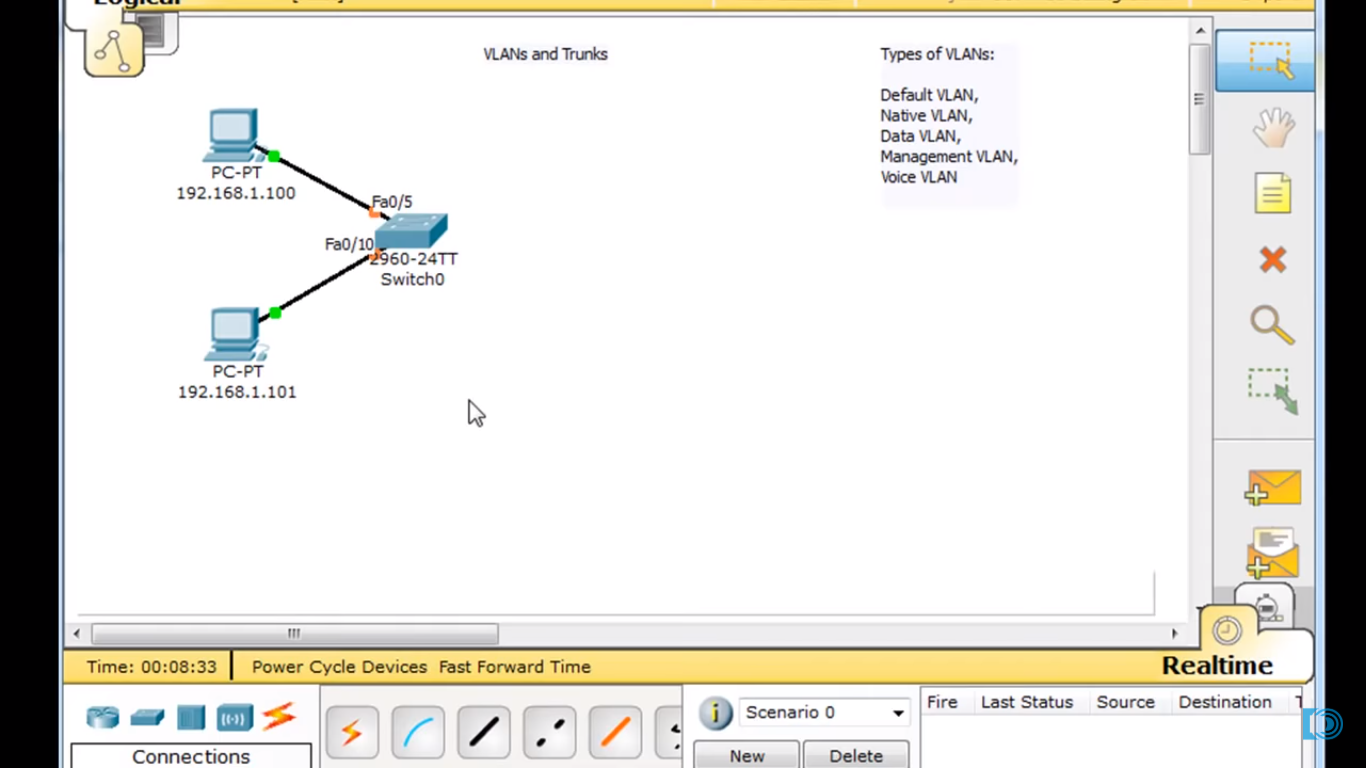 Logical
VLANs and Trunks
Types of VLANs:
Default VLAN,
Native VLAN,
Data VLAN,
Management VLAN,
Voice VLAN
PC-PT
192.168.1.100
Fa0/5
Fa0/10
2960-24TT
Switch0
PC-PT
192.168.1.101
Time: 00:08:33
Power Cycle Devices Fast Forward Time
Realtime
Connections
Scenario 0
New
Delete
Fire
Last Status
Source
Destination